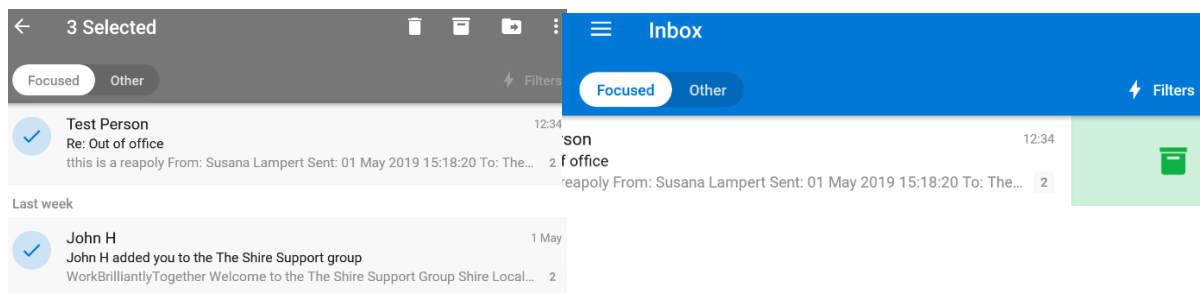 3 Selected
Focused Other Filters
Test Person 12:34
Re: Out of office
tthis is a reapoly From: Susana Lampert Sent: 01 May 2019 15:18:20 To: The... 2
Last week
John H 1 May
John H added you to the The Shire Support group
WorkBrilliantlyTogether Welcome to the The Shire Support Group Shire Local... 2
Inbox
Focused Other Filters
rson 12:34
f office
reapoly From: Susana Lampert Sent: 01 May 2019 15:18:20 To: The... 2